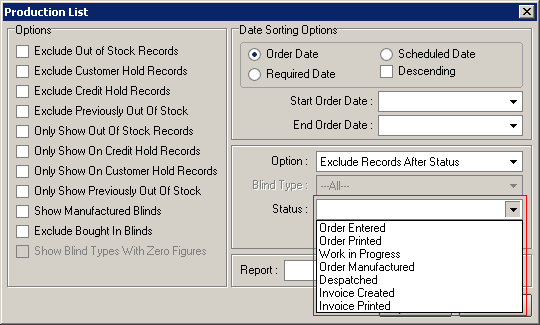 Production List
Options
Exclude Out of Stock Records
Exclude Customer Hold Records
Exclude Credit Hold Records
Exclude Previously Out Of Stock
Only Show Out Of Stock Records
Only Show On Credit Hold Records
Only Show On Customer Hold Records
Only Show Previously Out Of Stock
Show Manufactured Blinds
Exclude Bought In Blinds
Show Blind Types With Zero Figures
Date Sorting Options
Order Date
Scheduled Date
Required Date
Descending
Start Order Date :
End Order Date :
Option : Exclude Records After Status
Blind Type : ---All---
Status :
Order Entered
Order Printed
Work in Progress
Order Manufactured
Despatched
Invoice Created
Invoice Printed
Report :